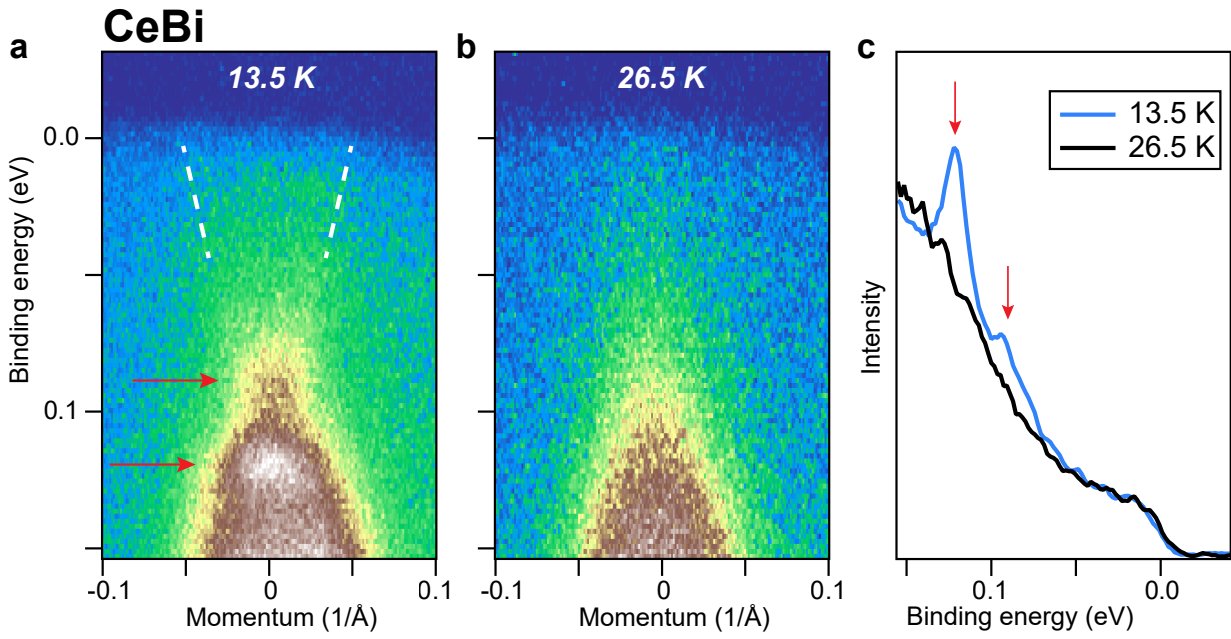 CeBi
a
13.5 K
Binding energy (eV)
0.0
0.1
-0.1
0
0.1
Momentum (1/Å)
b
26.5 K
-0.1
0
0.1
Momentum (1/Å)
c
13.5 K
26.5 K
Intensity
0.1
0.0
Binding energy (eV)